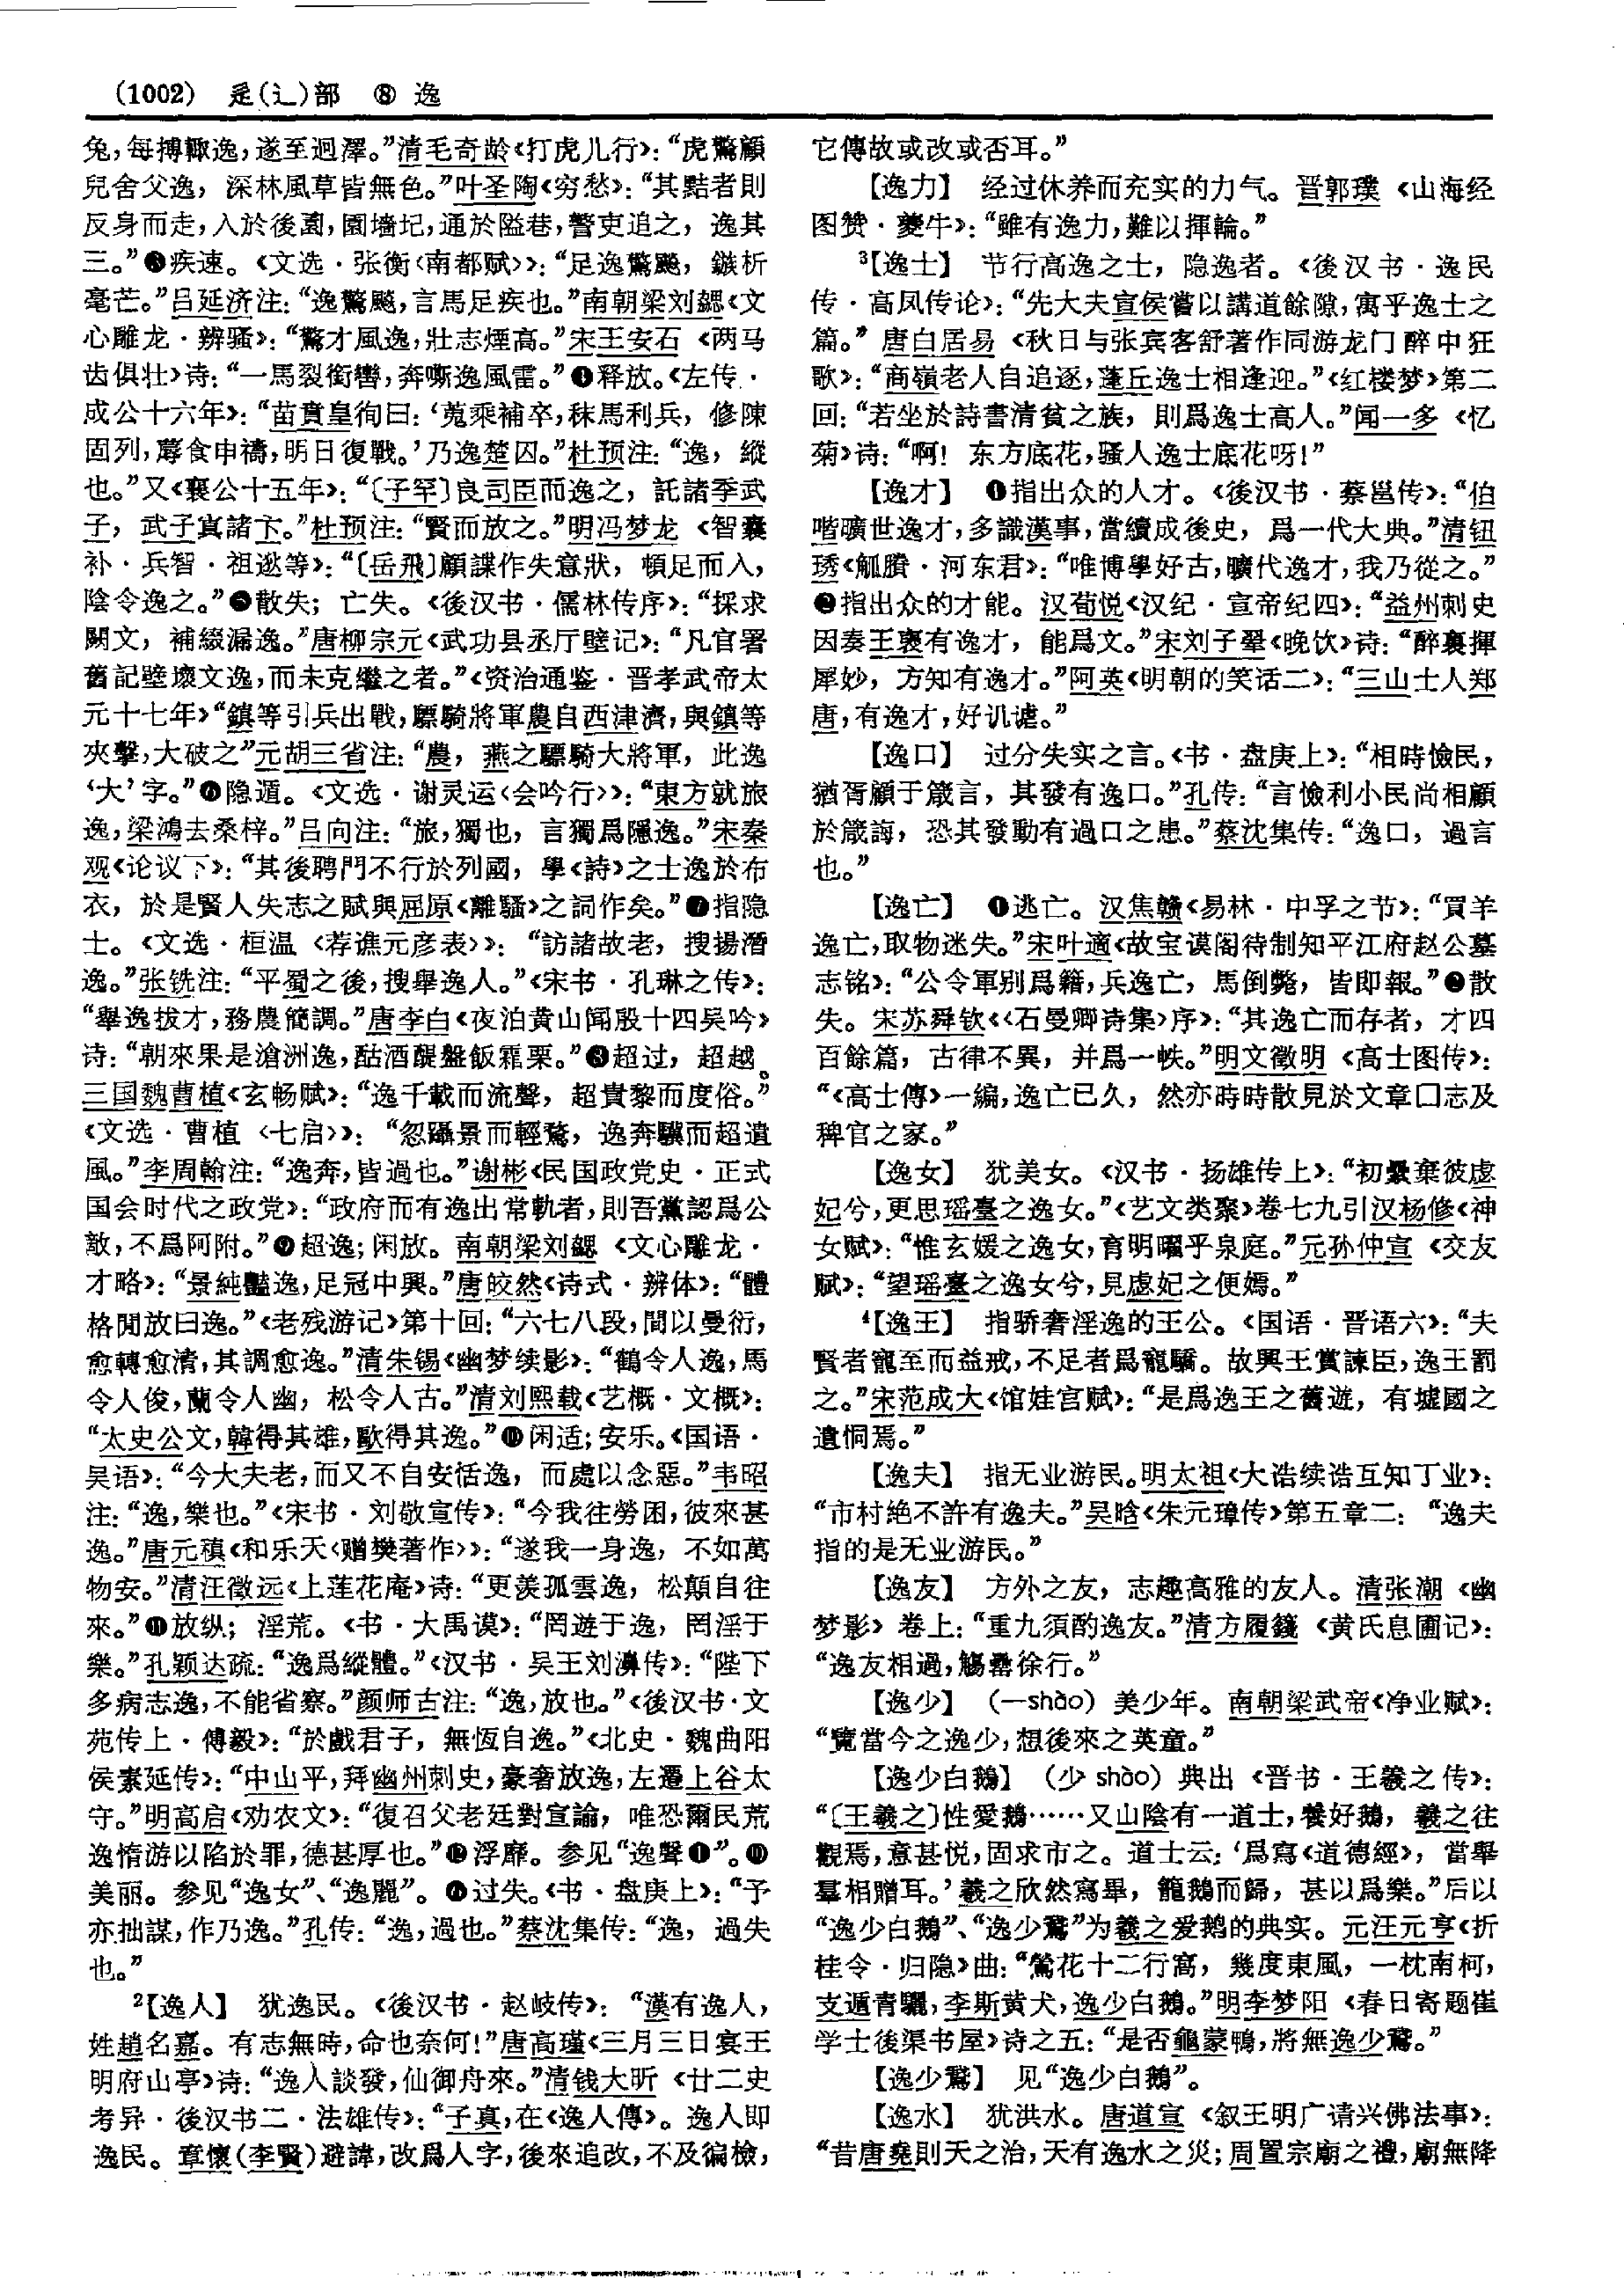 (1002) 辵(辶)部 ⑧ 逸
兔，每搏輙逸，遂至迥澤。”清毛奇龄《打虎儿行》：“虎驚顧
兒舍父逸，深林風草皆無色。”叶圣陶《穷愁》：“其黠者則
反身而走，入於後園，園墻圮，通於隘巷，警吏追之，逸其
三。”❸疾速。《文选·张衡〈南都赋〉》：“足逸驚飈，鏃析
毫芒。”吕延济注：“逸驚飈，言馬足疾也。”南朝梁刘勰《文
心雕龙·辨骚》：“驚才風逸，壯志煙高。”宋王安石《两马
齿俱壮》诗：“一馬裂銜轡，奔嘶逸風雷。”❹释放。《左传·
成公十六年》：“苗賁皇徇曰：‘蒐乘補卒，秣馬利兵，修陳
固列，蓐食申禱，明日復戰。’乃逸楚囚。”杜预注：“逸，縱
也。”又《襄公十五年》：“〔子罕〕良司臣而逸之，託諸季武
子，武子寘諸卞。”杜预注：“賢而放之。”明冯梦龙《智囊
补·兵智·祖逖等》：“〔岳飛〕顧諜作失意狀，頓足而入，
陰令逸之。”❺散失；亡失。《後汉书·儒林传序》：“採求
闕文，補綴漏逸。”唐柳宗元《武功县丞厅壁记》：“凡官署
舊記壁壞文逸，而未克繼之者。”《资治通鉴·晋孝武帝太
元十七年》“鎮等引兵出戰，驃騎將軍農自西津濟，與鎮等
夾擊，大破之”元胡三省注：“農，燕之驃騎大將軍，此逸
‘大’字。”❻隐遁。《文选·谢灵运〈会吟行〉》：“東方就旅
逸，梁鴻去桑梓。”吕向注：“旅，獨也，言獨爲隱逸。”宋秦
观《论议下》：“其後聘門不行於列國，學《詩》之士逸於布
衣，於是賢人失志之賦與屈原《離騷》之詞作矣。”❼指隐
士。《文选·桓温〈荐谯元彦表〉》：“訪諸故老，搜揚潛
逸。”张铣注：“平蜀之後，搜舉逸人。”《宋书·孔琳之传》：
“舉逸拔才，務農簡調。”唐李白《夜泊黄山闻殷十四吴吟》
诗：“朝來果是滄洲逸，酤酒醍盤飯霜栗。”❽超过，超越。
三国魏曹植《玄畅赋》：“逸千載而流聲，超貴黎而度俗。”
《文选·曹植〈七启〉》：“忽躡景而輕騖，逸奔驥而超遺
風。”李周翰注：“逸奔，皆過也。”谢彬《民国政党史·正式
国会时代之政党》：“政府而有逸出常軌者，則吾黨認爲公
敵，不爲阿附。”❾超逸；闲放。南朝梁刘勰《文心雕龙·
才略》：“景純豔逸，足冠中興。”唐皎然《诗式·辨体》：“體
格閒放曰逸。”《老残游记》第十回：“六七八段，間以曼衍，
愈轉愈清，其調愈逸。”清朱锡《幽梦续影》：“鶴令人逸，馬
令人俊，蘭令人幽，松令人古。”清刘熙载《艺概·文概》：
“太史公文，韓得其雄，歐得其逸。”❿闲适；安乐。《国语·
吴语》：“今大夫老，而又不自安恬逸，而處以念惡。”韦昭
注：“逸，樂也。”《宋书·刘敬宣传》：“今我往勞困，彼來甚
逸。”唐元稹《和乐天〈赠樊著作〉》：“遂我一身逸，不如萬
物安。”清汪徵远《上莲花庵》诗：“更羨孤雲逸，松顛自往
來。”⓫放纵；淫荒。《书·大禹谟》：“罔遊于逸，罔淫于
樂。”孔颖达疏：“逸爲縱體。”《汉书·吴王刘濞传》：“陛下
多病志逸，不能省察。”颜师古注：“逸，放也。”《後汉书·文
苑传上·傅毅》：“於戲君子，無恆自逸。”《北史·魏曲阳
侯素延传》：“中山平，拜幽州刺史，豪奢放逸，左遷上谷太
守。”明高启《劝农文》：“復召父老廷對宣諭，唯恐爾民荒
逸惰游以陷於罪，德甚厚也。”⓬浮靡。参见“逸聲❶”。⓭
美丽。参见“逸女”、“逸麗”。⓮过失。《书·盘庚上》：“予
亦拙謀，作乃逸。”孔传：“逸，過也。”蔡沈集传：“逸，過失
也。”
²【逸人】 犹逸民。《後汉书·赵岐传》：“漢有逸人，
姓趙名嘉。有志無時，命也奈何！”唐高瑾《三月三日宴王
明府山亭》诗：“逸人談發，仙御舟來。”清钱大昕《廿二史
考异·後汉书二·法雄传》：“子真，在《逸人傳》。逸人即
逸民。章懷（李賢）避諱，改爲人字，後來追改，不及徧檢，
它傳故或改或否耳。”
【逸力】 经过休养而充实的力气。晋郭璞《山海经
图赞·夔牛》：“雖有逸力，難以揮輪。”
³【逸士】 节行高逸之士，隐逸者。《後汉书·逸民
传·高凤传论》：“先大夫宣侯嘗以講道餘隙，寓乎逸士之
篇。”唐白居易《秋日与张宾客舒著作同游龙门醉中狂
歌》：“商嶺老人自追逐，蓬丘逸士相逢迎。”《红楼梦》第二
回：“若坐於詩書清貧之族，則爲逸士高人。”闻一多《忆
菊》诗：“啊！东方底花，骚人逸士底花呀！”
【逸才】 ❶指出众的人才。《後汉书·蔡邕传》：“伯
喈曠世逸才，多識漢事，當續成後史，爲一代大典。”清钮
琇《觚賸·河东君》：“唯博學好古，曠代逸才，我乃從之。”
❷指出众的才能。汉荀悦《汉纪·宣帝纪四》：“益州刺史
因奏王褒有逸才，能爲文。”宋刘子翚《晚饮》诗：“醉裏揮
犀妙，方知有逸才。”阿英《明朝的笑话二》：“三山士人郑
唐，有逸才，好讥谑。”
【逸口】 过分失实之言。《书·盘庚上》：“相時憸民，
猶胥顧于箴言，其發有逸口。”孔传：“言憸利小民尚相顧
於箴誨，恐其發動有過口之患。”蔡沈集传：“逸口，過言
也。”
【逸亡】 ❶逃亡。汉焦赣《易林·中孚之节》：“買羊
逸亡，取物迷失。”宋叶適《故宝谟阁待制知平江府赵公墓
志铭》：“公令軍别爲籍，兵逸亡，馬倒斃，皆即報。”❷散
失。宋苏舜钦《〈石曼卿诗集〉序》：“其逸亡而存者，才四
百餘篇，古律不異，并爲一帙。”明文徵明《高士图传》：
“《高士傳》一編，逸亡已久，然亦時時散見於文章囗志及
稗官之家。”
【逸女】 犹美女。《汉书·扬雄传上》：“初纍棄彼虙
妃兮，更思瑶臺之逸女。”《艺文类聚》卷七九引汉杨修《神
女赋》：“惟玄媛之逸女，育明曜乎泉庭。”元孙仲宣《交友
赋》：“望瑶臺之逸女兮，見虙妃之便嫣。”
⁴【逸王】 指骄奢淫逸的王公。《国语·晋语六》：“夫
賢者寵至而益戒，不足者爲寵驕。故興王賞諫臣，逸王罰
之。”宋范成大《馆娃宫赋》：“是爲逸王之舊遊，有墟國之
遺恫焉。”
【逸夫】 指无业游民。明太祖《大诰续诰互知丁业》：
“市村絶不許有逸夫。”吴晗《朱元璋传》第五章二：“逸夫
指的是无业游民。”
【逸友】 方外之友，志趣高雅的友人。清张潮《幽
梦影》卷上：“重九須酌逸友。”清方履籛《黄氏息圃记》：
“逸友相過，觴罍徐行。”
【逸少】 （—shào）美少年。南朝梁武帝《净业赋》：
“覽當今之逸少，想後來之英童。”
【逸少白鵝】 （少 shào）典出《晋书·王羲之传》：
“〔王羲之〕性愛鵝……又山陰有一道士，養好鵝，羲之往
觀焉，意甚悦，固求市之。道士云：‘爲寫《道德經》，當舉
羣相贈耳。’羲之欣然寫畢，籠鵝而歸，甚以爲樂。”后以
“逸少白鵝”、“逸少鵞”为羲之爱鹅的典实。元汪元亨《折
桂令·归隐》曲：“鶯花十二行窩，幾度東風，一枕南柯，
支遁青驪，李斯黄犬，逸少白鵝。”明李梦阳《春日寄题崔
学士後渠书屋》诗之五：“是否龜蒙鴨，將無逸少鵞。”
【逸少鵞】 见“逸少白鵝”。
【逸水】 犹洪水。唐道宣《叙王明广请兴佛法事》：
“昔唐堯則天之治，天有逸水之災；周置宗廟之禮，廟無降